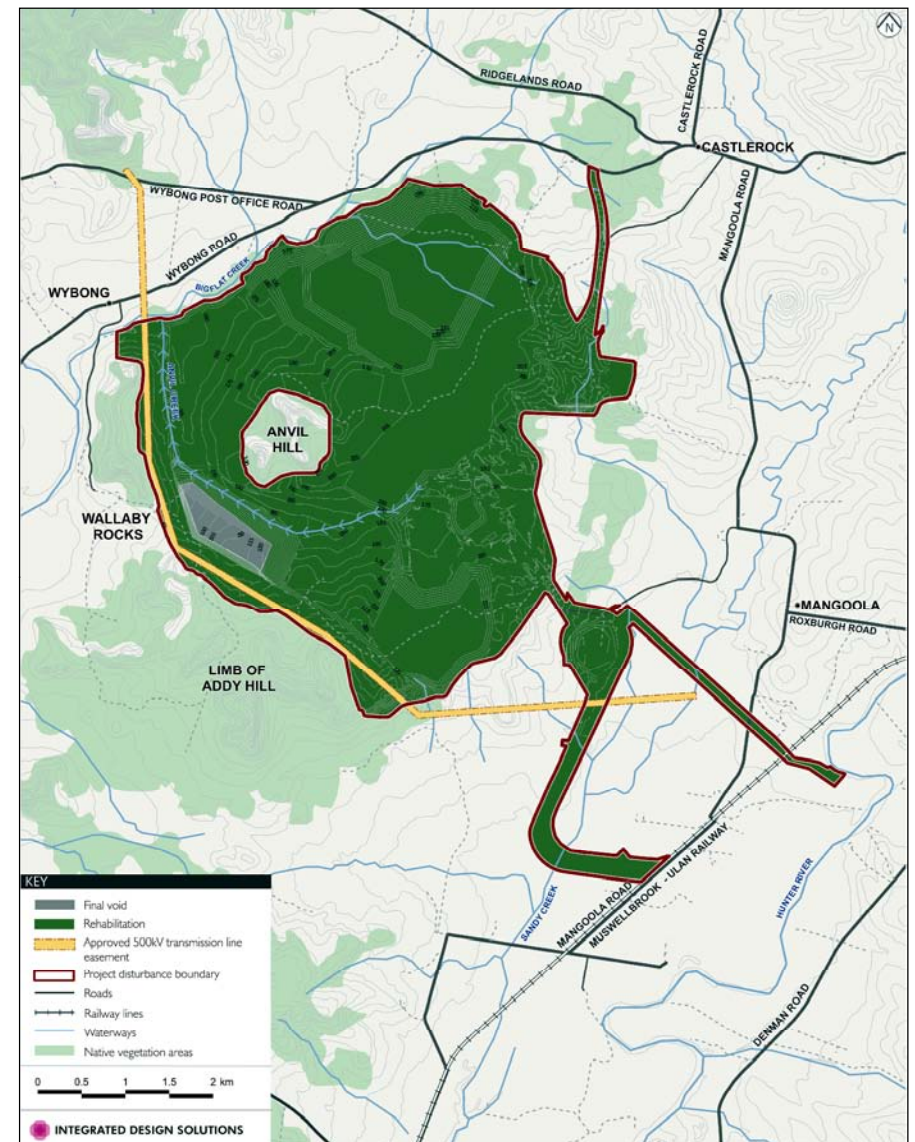 N
RIDGELANDS ROAD
CASTLEROCK ROAD
CASTLEROCK
WYBONG POST OFFICE ROAD
MANGOOLA ROAD
WYBONG ROAD
BIGFLAT CREEK
WYBONG
ANVIL CREEK
ANVIL
HILL
WALLABY
ROCKS
MANGOOLA
ROXBURGH ROAD
LIMB OF
ADDY HILL
HUNTER RIVER
MANGOOLA ROAD
MUSWELLBROOK - ULAN RAILWAY
SANDY CREEK
DENMAN ROAD
KEY
Final void
Rehabilitation
Approved 500kV transmission line
easement
Project disturbance boundary
Roads
Railway lines
Waterways
Native vegetation areas
0 0.5 1 1.5 2 km
INTEGRATED DESIGN SOLUTIONS